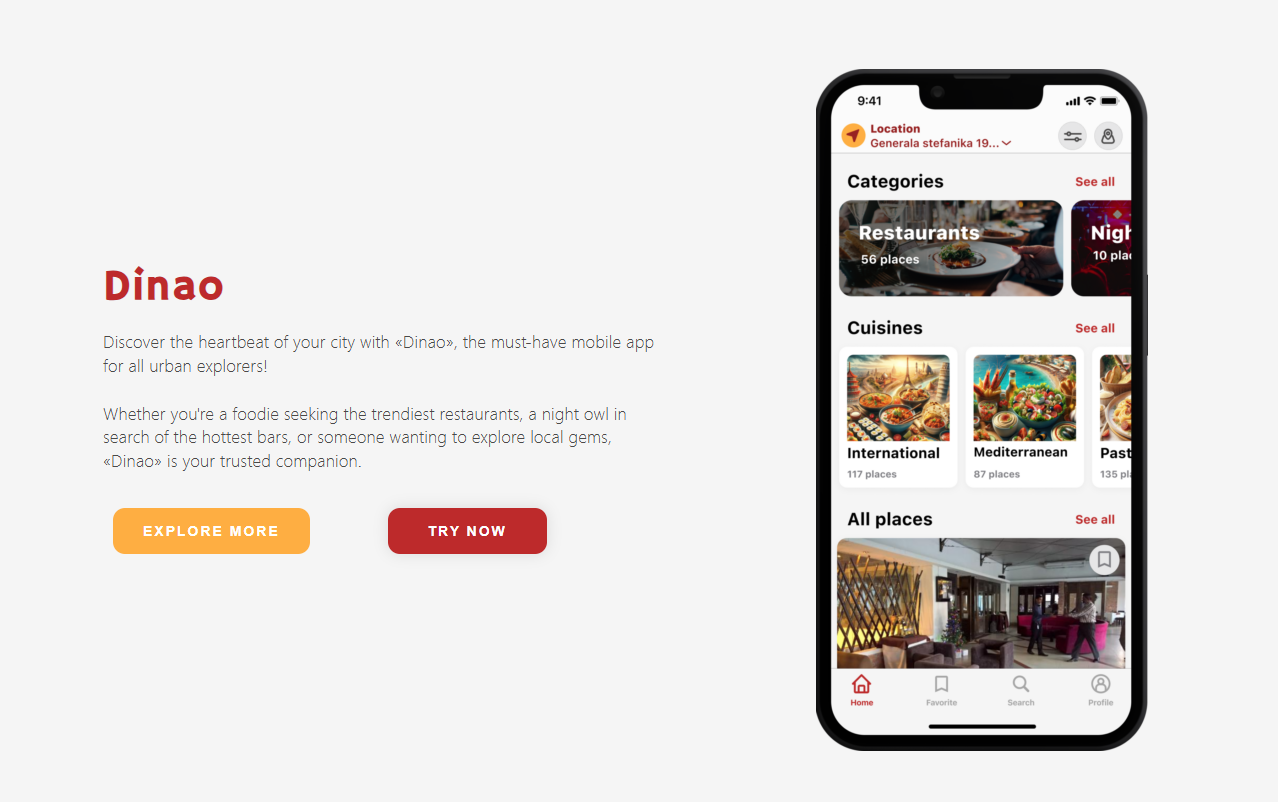 Dinao
Discover the heartbeat of your city with «Dinao», the must-have mobile app
for all urban explorers!
Whether you're a foodie seeking the trendiest restaurants, a night owl in
search of the hottest bars, or someone wanting to explore local gems,
«Dinao» is your trusted companion.
EXPLORE MORE
TRY NOW
9:41
Location
Generala stefanika 19...
Categories
See all
Restaurants
56 places
Nigh
10 plac
Cuisines
See all
International
117 places
Mediterranean
87 places
Past
135 pl
All places
See all
Home
Favorite
Search
Profile